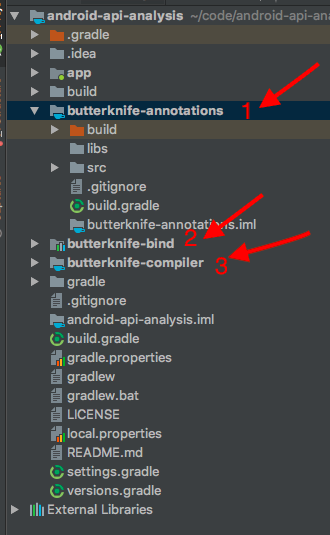 android-api-analysis ~/code/android-api-ana
.gradle
.idea
app
build
butterknife-annotations 1
build
libs
src
.gitignore
build.gradle
butterknife-annotations.iml
butterknife-bind 2
butterknife-compiler 3
gradle
.gitignore
android-api-analysis.iml
build.gradle
gradle.properties
gradlew
gradlew.bat
LICENSE
local.properties
README.md
settings.gradle
versions.gradle
External Libraries